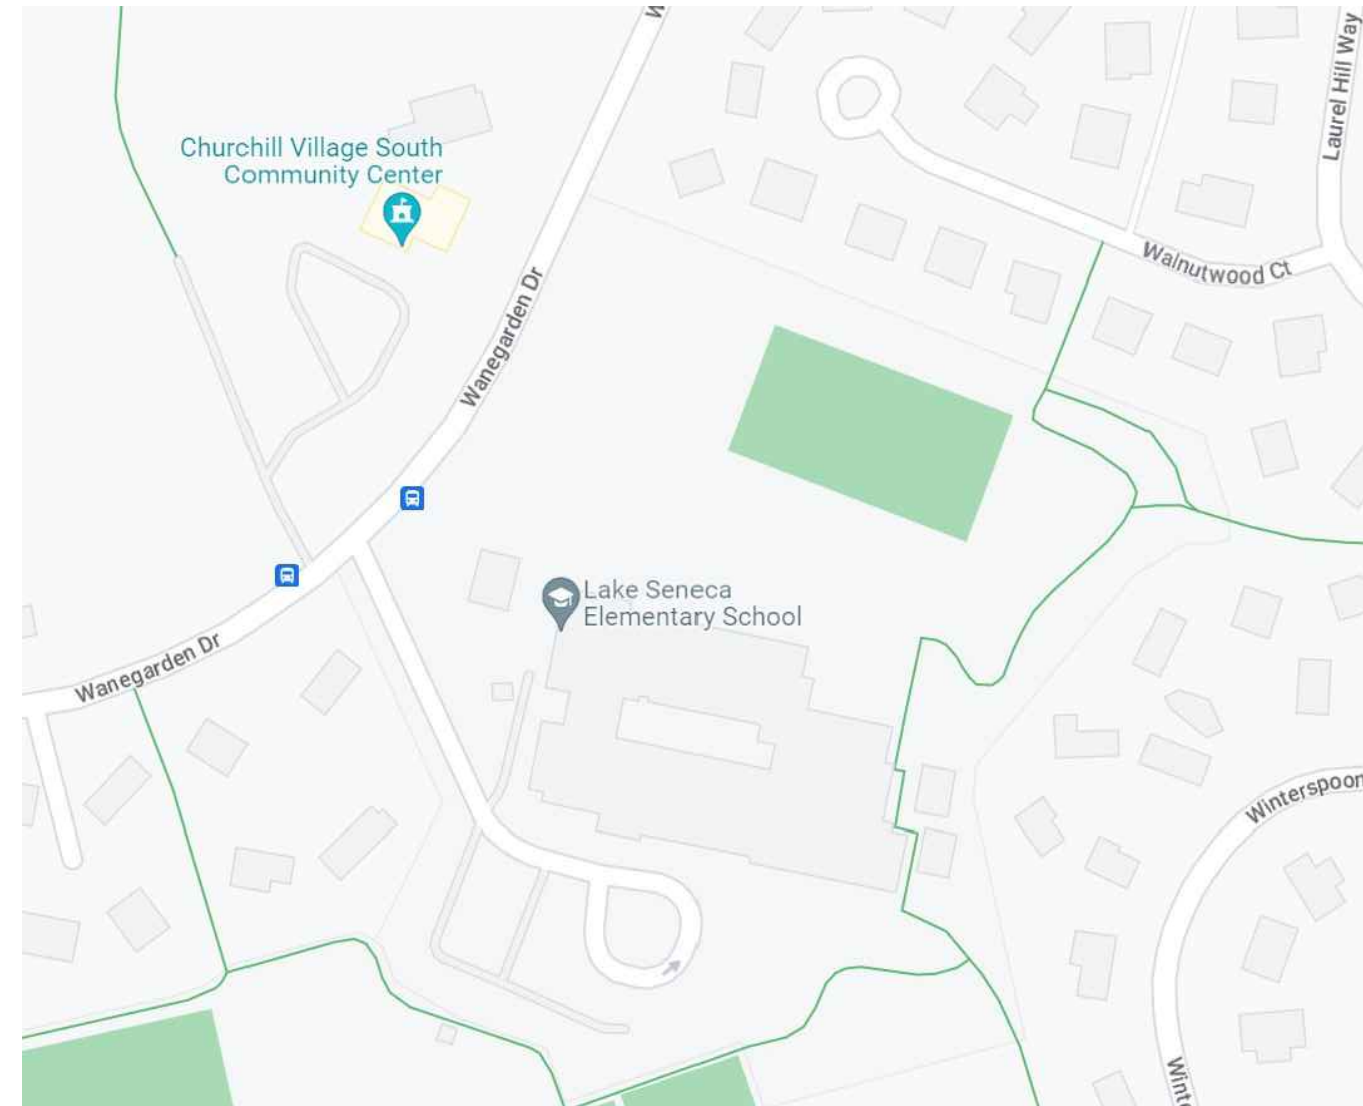 W
Laurel Hill Way
Churchill Village South
Community Center
Walnutwood Ct
Wanegarden Dr
Lake Seneca
Elementary School
Wanegarden Dr
Winterspoon
Wint